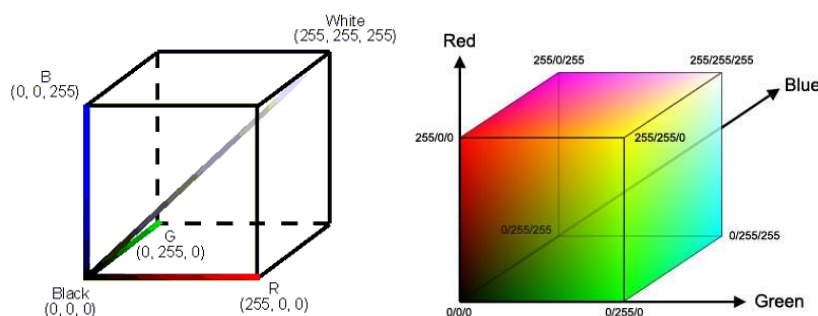 White
(255, 255, 255)
B
(0, 0, 255)
G
(0, 255, 0)
Black
(0, 0, 0)
R
(255, 0, 0)
Red
255/0/255
255/255/255
Blue
255/0/0
255/255/0
0/255/255
0/255/255
0/0/0
0/255/0
Green